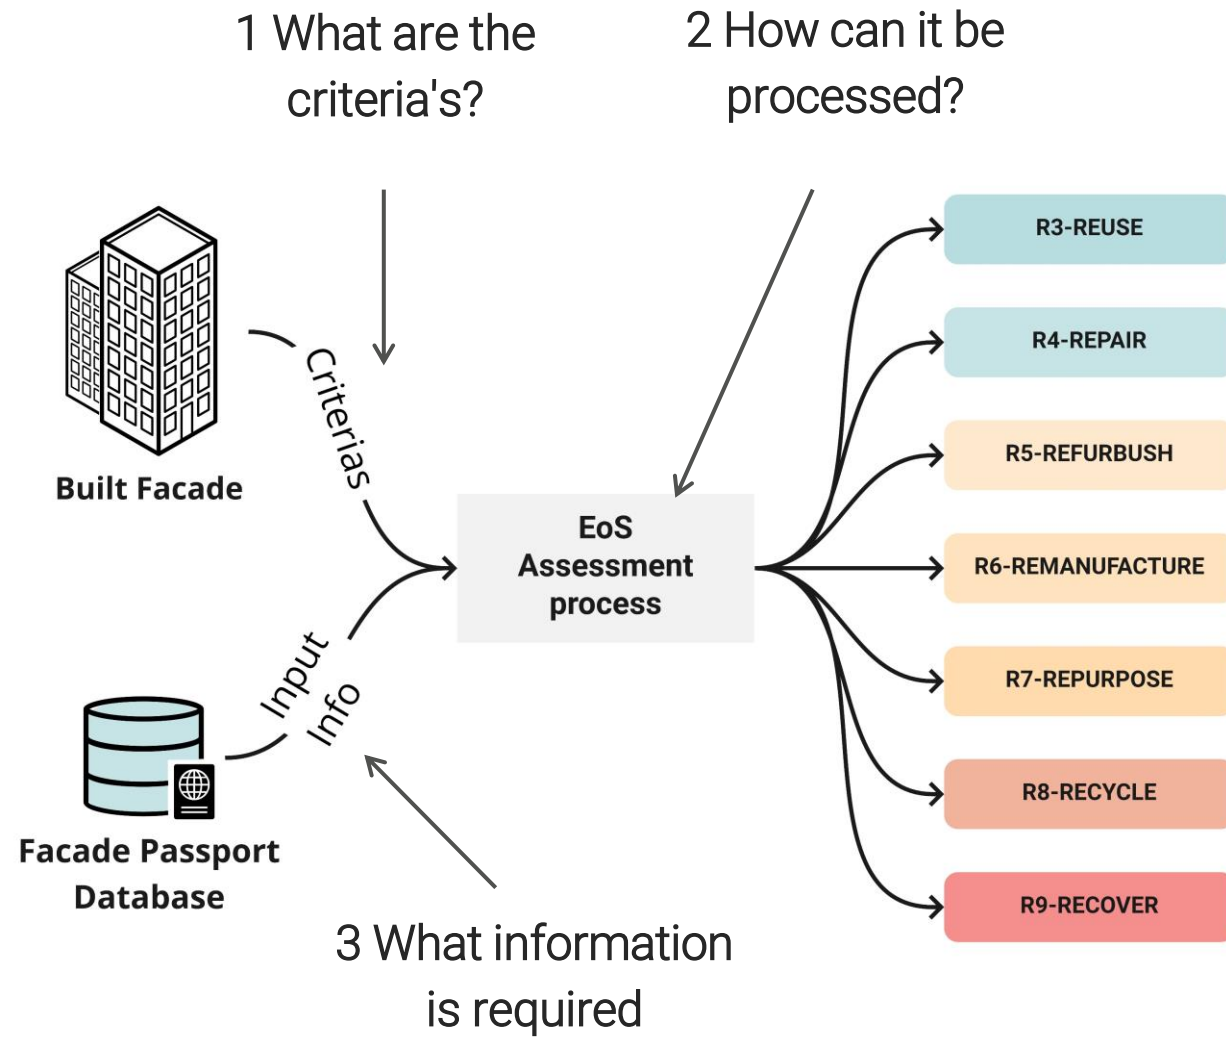 1 What are the
criteria's?
2 How can it be
processed?
Criterias
Built Facade
EoS
Assessment
process
Input
Info
Facade Passport
Database
3 What information
is required
R3-REUSE
R4-REPAIR
R5-REFURBUSH
R6-REMANUFACTURE
R7-REPURPOSE
R8-RECYCLE
R9-RECOVER